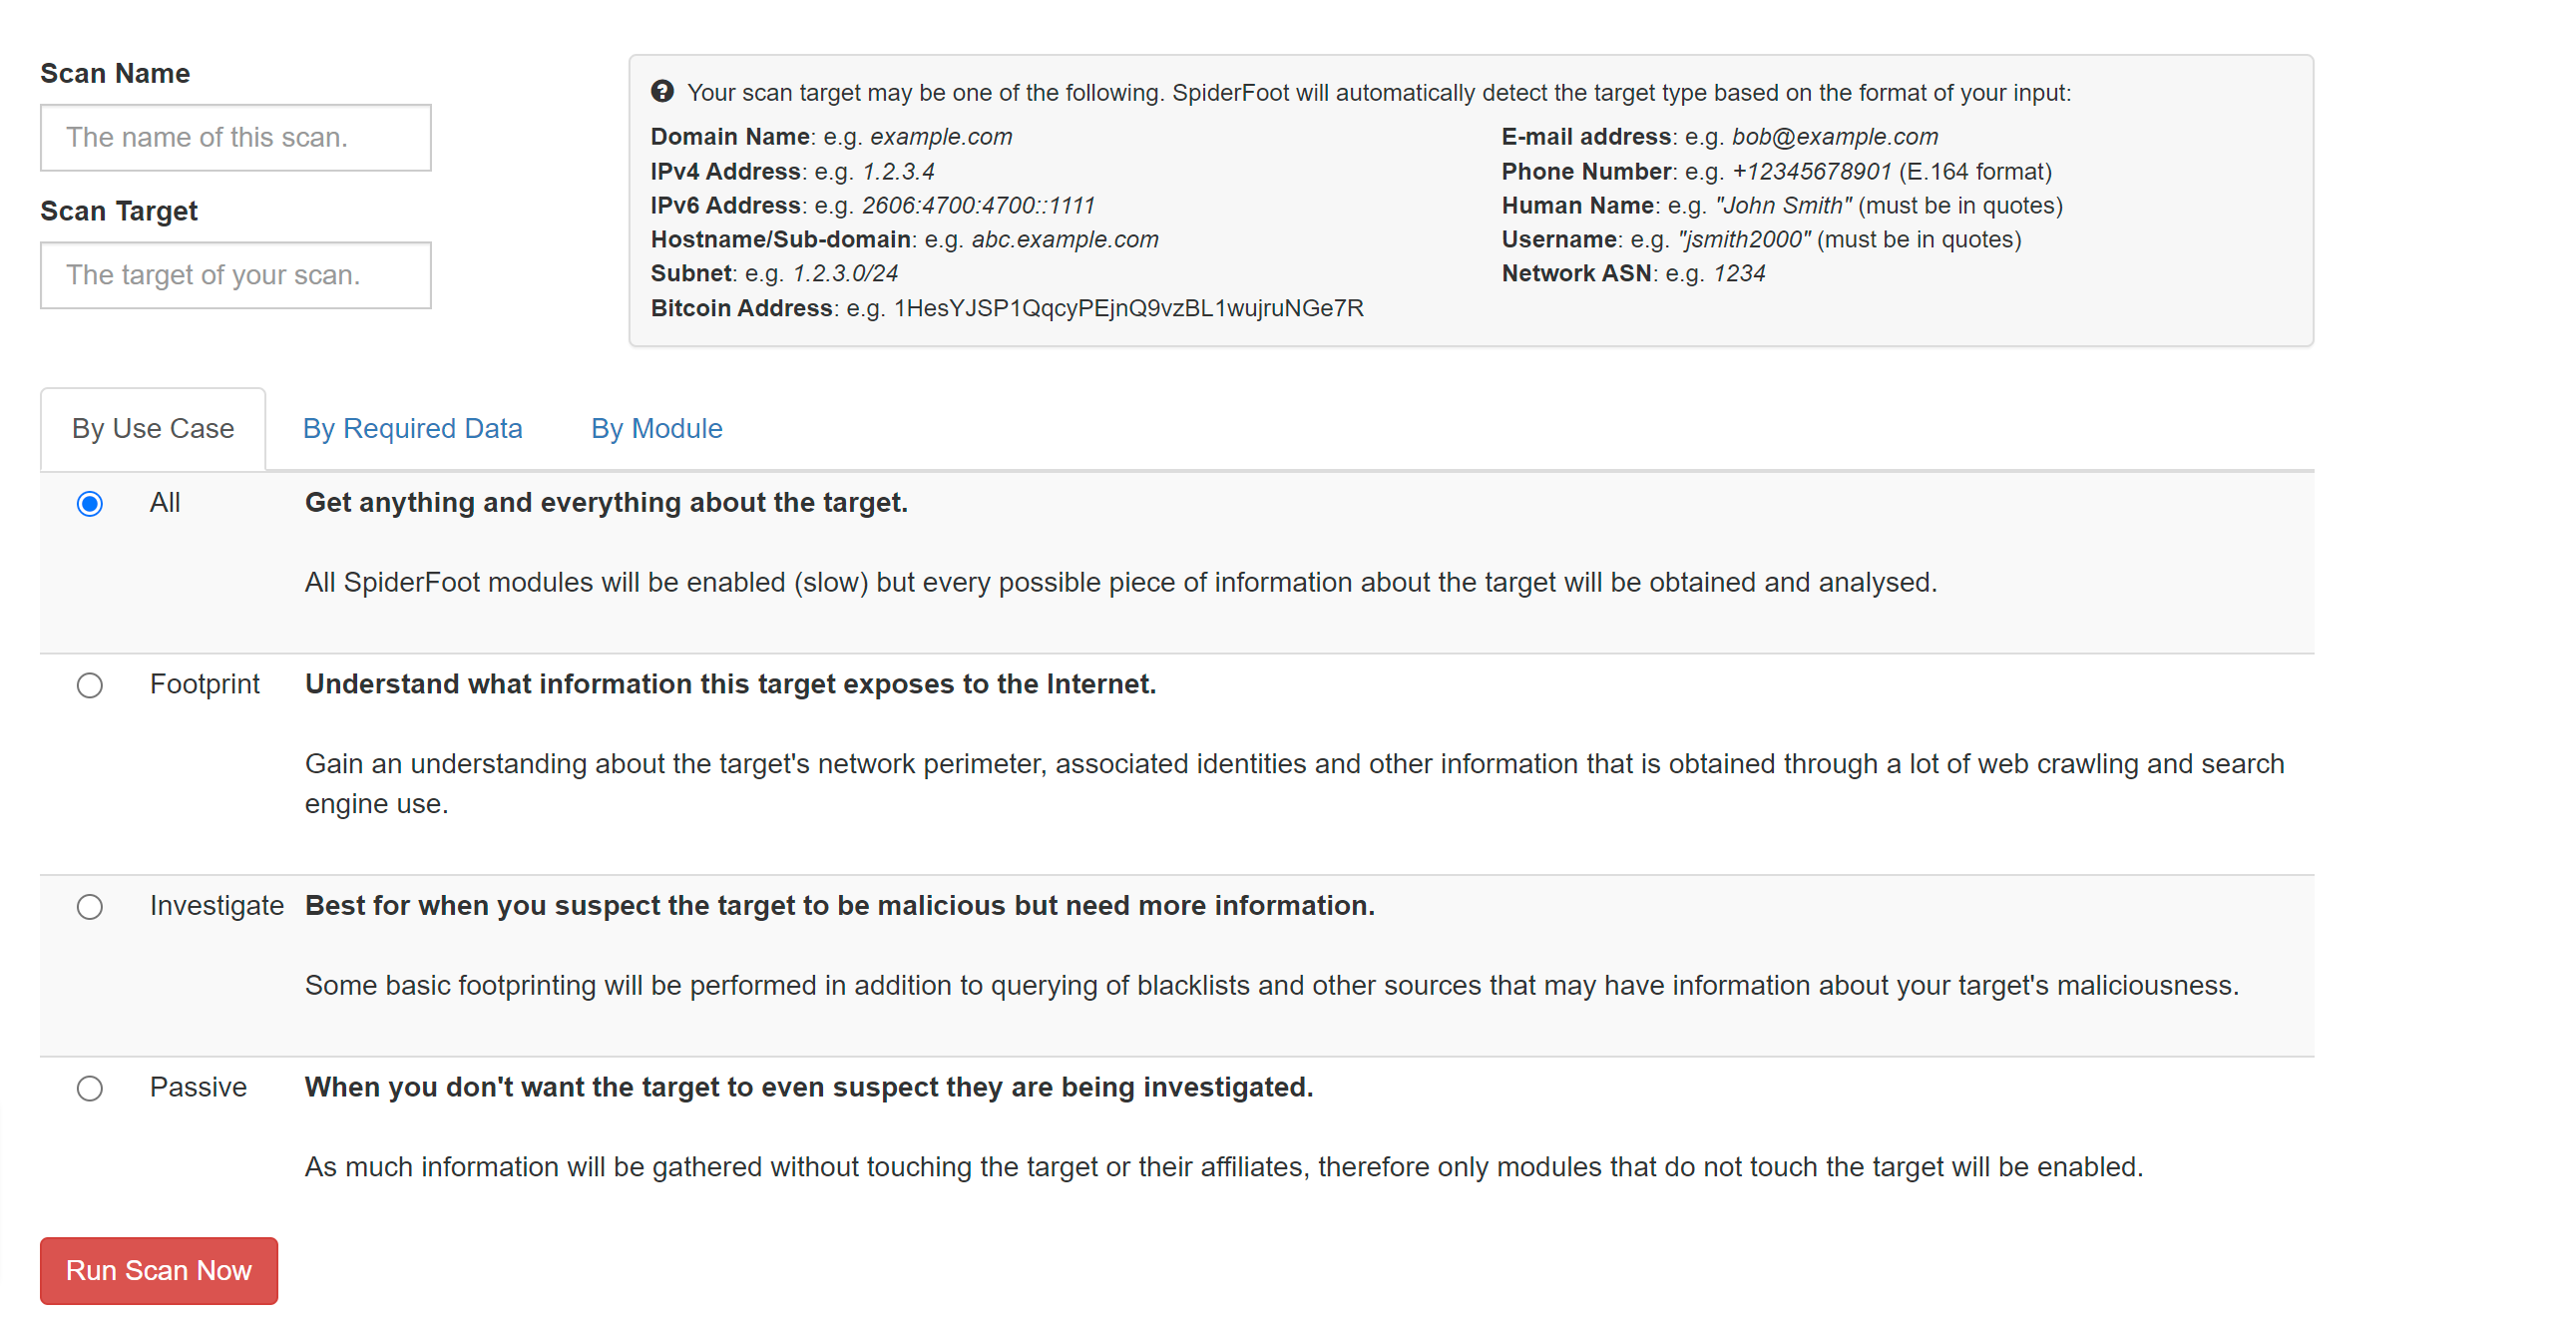 Scan Name
The name of this scan.
Scan Target
The target of your scan.
Your scan target may be one of the following. SpiderFoot will automatically detect the target type based on the format of your input:
Domain Name: e.g. example.com
IPv4 Address: e.g. 1.2.3.4
IPv6 Address: e.g. 2606:4700:4700::1111
Hostname/Sub-domain: e.g. abc.example.com
Subnet: e.g. 1.2.3.0/24
Bitcoin Address: e.g. 1HesYJSP1QqcyPEjnQ9vzBL1wujruNGe7R
E-mail address: e.g. bob@example.com
Phone Number: e.g. +12345678901 (E.164 format)
Human Name: e.g. "John Smith" (must be in quotes)
Username: e.g. "jsmith2000" (must be in quotes)
Network ASN: e.g. 1234
By Use Case By Required Data By Module
All Get anything and everything about the target.
All SpiderFoot modules will be enabled (slow) but every possible piece of information about the target will be obtained and analysed.
Footprint Understand what information this target exposes to the Internet.
Gain an understanding about the target's network perimeter, associated identities and other information that is obtained through a lot of web crawling and search
engine use.
Investigate Best for when you suspect the target to be malicious but need more information.
Some basic footprinting will be performed in addition to querying of blacklists and other sources that may have information about your target's maliciousness.
Passive When you don't want the target to even suspect they are being investigated.
As much information will be gathered without touching the target or their affiliates, therefore only modules that do not touch the target will be enabled.
Run Scan Now